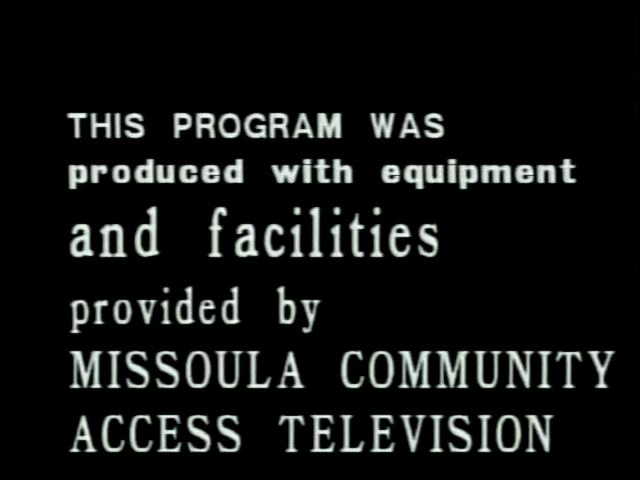 THIS PROGRAM WAS
produced with equipment
and facilities
provided by
MISSOULA COMMUNITY
ACCESS TELEVISION